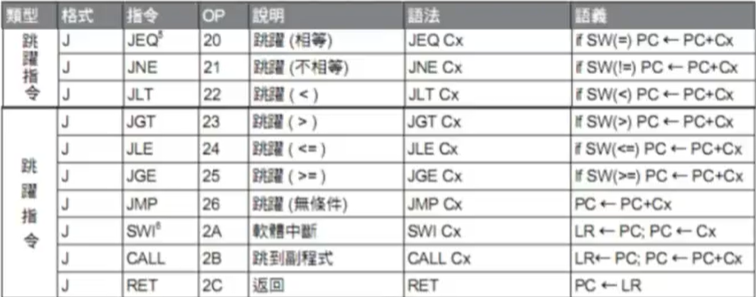 類型 格式 指令 OP 說明 語法 語義
跳躍指令
J JEQ⁵ 20 跳躍 (相等) JEQ Cx if SW(=) PC ← PC+Cx
J JNE 21 跳躍 (不相等) JNE Cx if SW(!=) PC ← PC+Cx
J JLT 22 跳躍 ( < ) JLT Cx if SW(<) PC ← PC+Cx
跳躍指令
J JGT 23 跳躍 ( > ) JGT Cx If SW(>) PC ← PC+Cx
J JLE 24 跳躍 ( <= ) JLE Cx If SW(<=) PC ← PC+Cx
J JGE 25 跳躍 ( >= ) JGE Cx If SW(>=) PC ← PC+Cx
J JMP 26 跳躍 (無條件) JMP Cx PC ← PC+Cx
J SWI⁶ 2A 軟體中斷 SWI Cx LR ← PC; PC ← Cx
J CALL 2B 跳到副程式 CALL Cx LR← PC; PC ← PC+Cx
J RET 2C 返回 RET PC ← LR